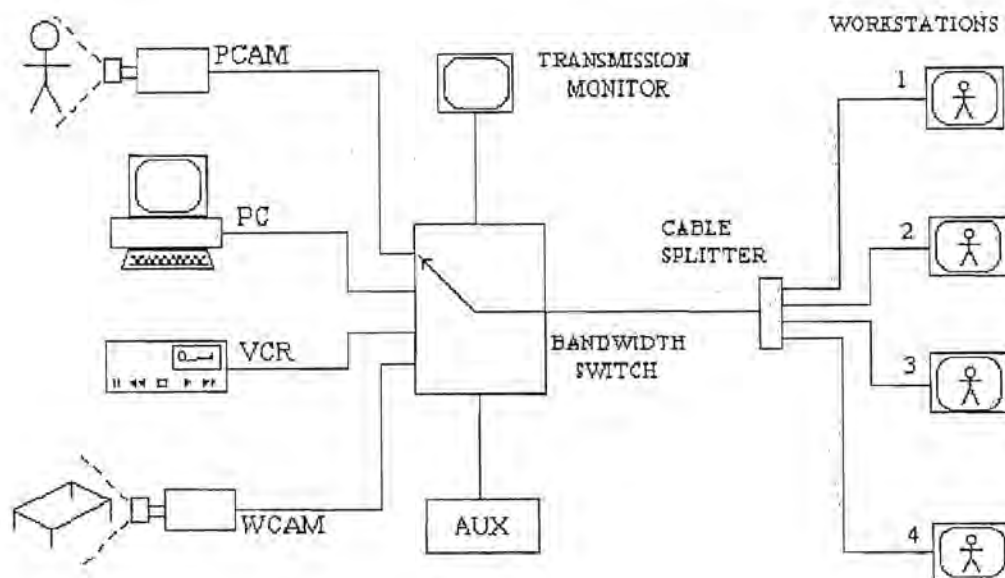 WORKSTATIONS
PCAM
TRANSMISSION
MONITOR
1
PC
CABLE
SPLITTER
2
VCR
BANDWIDTH
SWITCH
3
WCAM
AUX
4